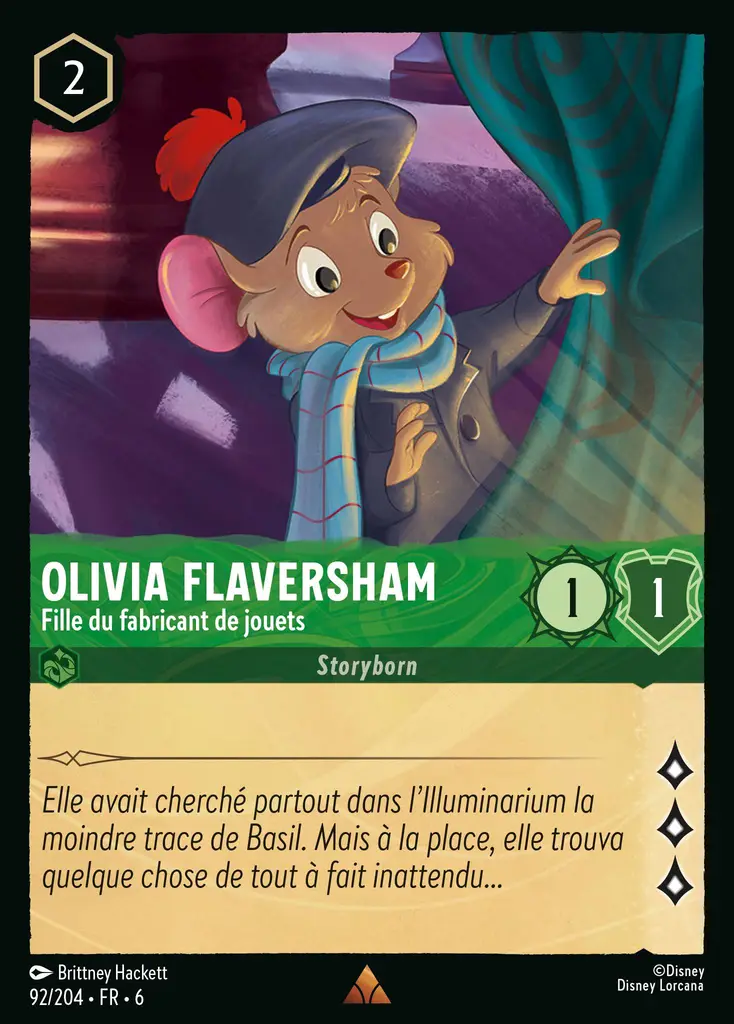 2
OLIVIA FLAVERSHAM
Fille du fabricant de jouets
1
1
Storyborn
Elle avait cherché partout dans l'Illuminarium la
moindre trace de Basil. Mais à la place, elle trouva
quelque chose de tout à fait inattendu...
Brittney Hackett
©Disney
92/204 • FR • 6
Disney Lorcana